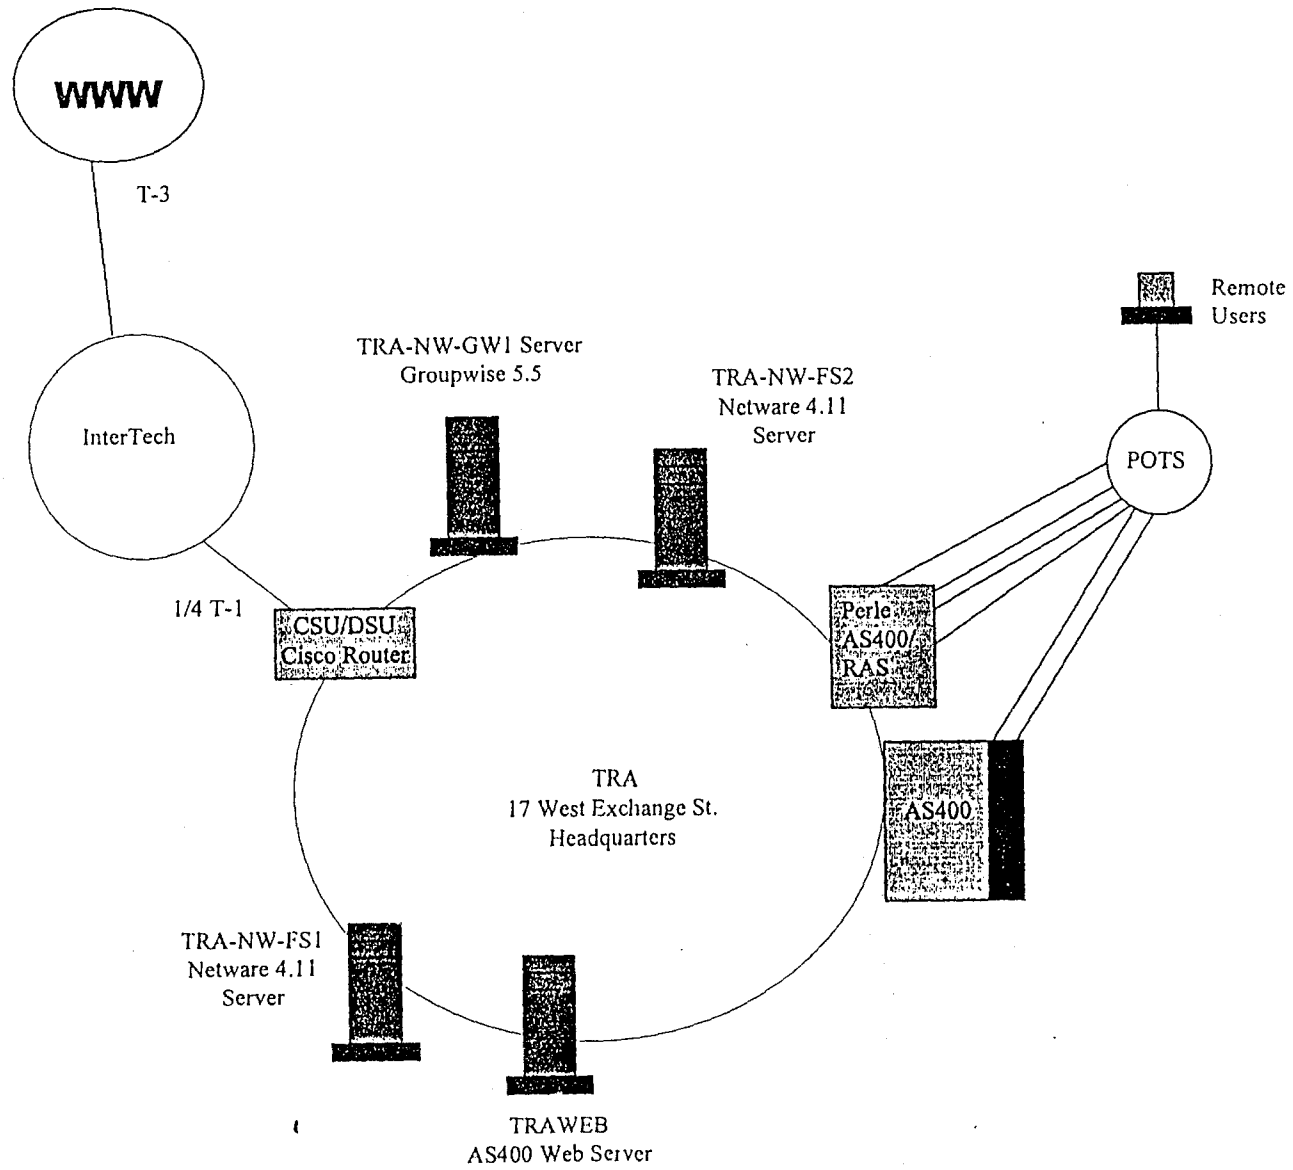 WWW
T-3
Remote
Users
TRA-NW-GW1 Server
Groupwise 5.5
TRA-NW-FS2
Netware 4.11
Server
InterTech
POTS
1/4 T-1
CSU/DSU
Cisco Router
Perle
AS400/
RAS
TRA
17 West Exchange St.
Headquarters
AS400
TRA-NW-FS1
Netware 4.11
Server
TRAWEB
AS400 Web Server